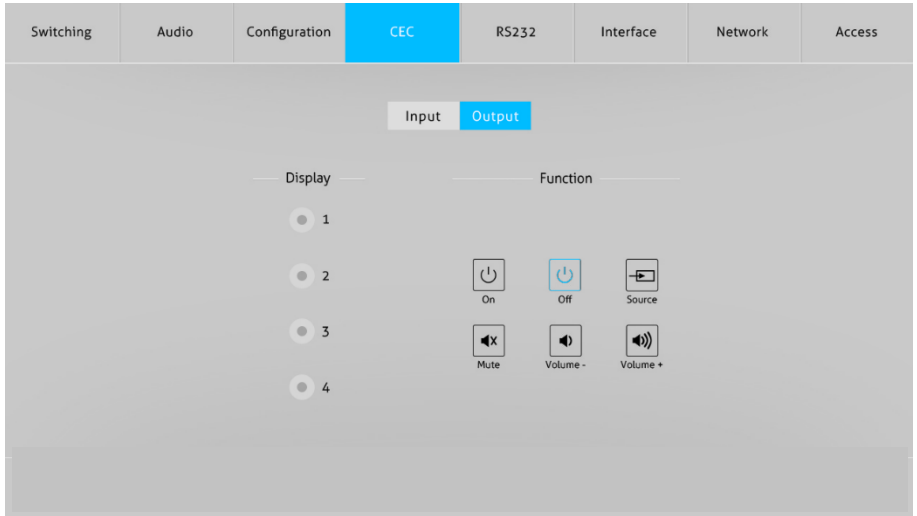 Switching Audio Configuration CEC RS232 Interface Network Access
Input Output
Display Function
1
2
On Off Source
3
Mute Volume - Volume +
4